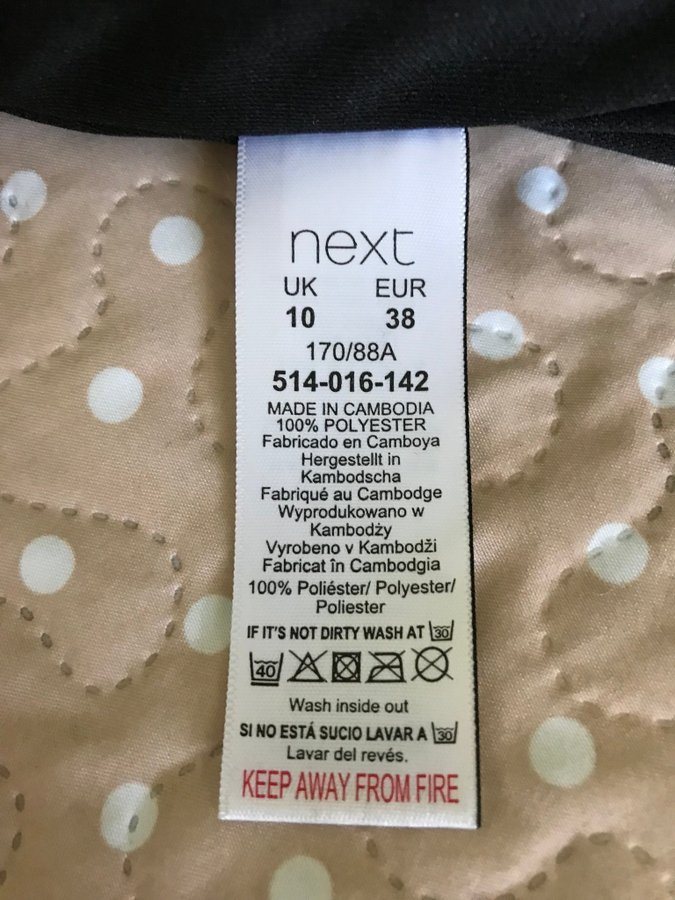 next
UK EUR
10 38
170/88A
514-016-142
MADE IN CAMBODIA
100% POLYESTER
Fabricado en Camboya
Hergestellt in
Kambodscha
Fabriqué au Cambodge
Wyprodukowano w
Kambodży
Vyrobeno v Kambodži
Fabricat în Cambodgia
100% Poliéster/ Polyester/
Poliester
IF IT'S NOT DIRTY WASH AT 30
40
Wash inside out
SI NO ESTÁ SUCIO LAVAR A 30
Lavar del revés.
KEEP AWAY FROM FIRE